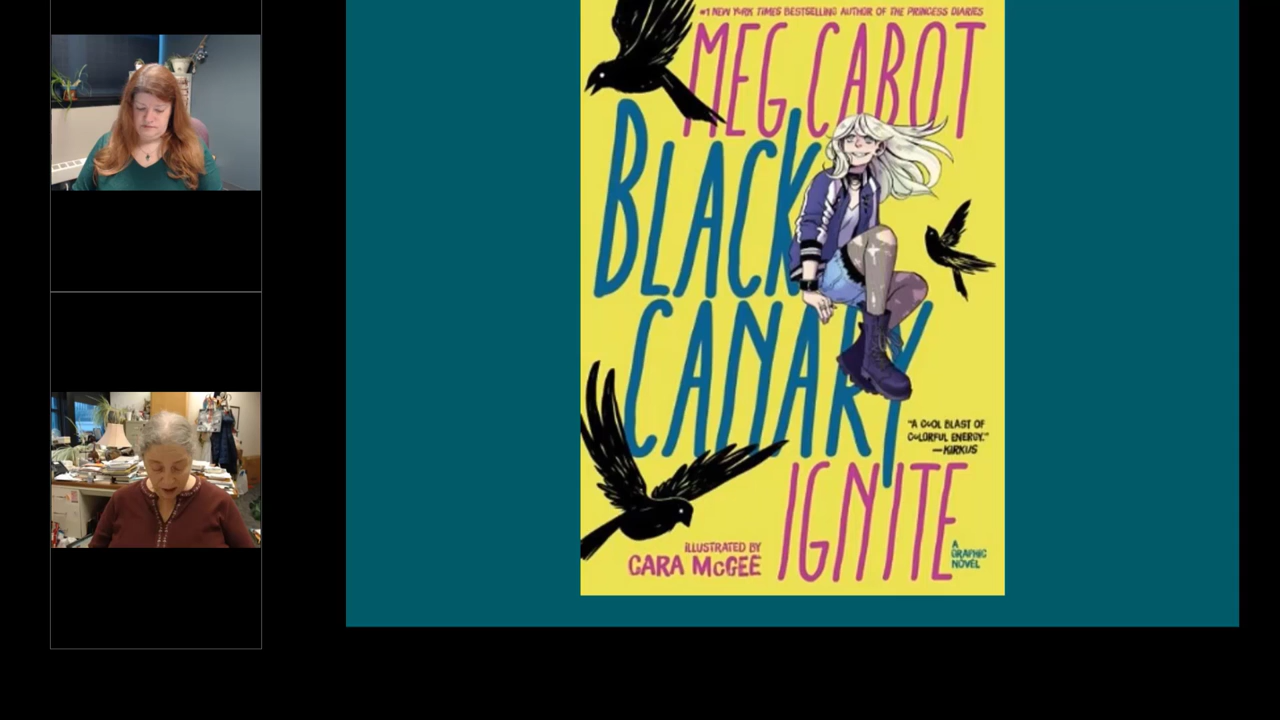 #1 NEW YORK TIMES BESTSELLING AUTHOR OF THE PRINCESS DIARIES
MEG CABOT
BLACK
CANARY
"A COOL BLAST OF
COLORFUL ENERGY."
—KIRKUS
IGNITE
A
GRAPHIC
NOVEL
ILLUSTRATED BY
CARA McGEE